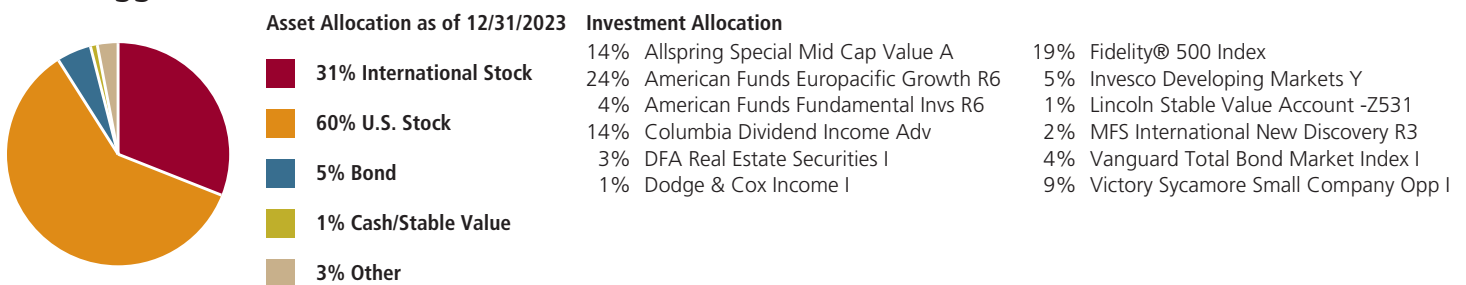 Asset Allocation as of 12/31/2023
31% International Stock
60% U.S. Stock
5% Bond
1% Cash/Stable Value
3% Other
Investment Allocation
14% Allspring Special Mid Cap Value A
24% American Funds Europacific Growth R6
4% American Funds Fundamental Invs R6
14% Columbia Dividend Income Adv
3% DFA Real Estate Securities I
1% Dodge & Cox Income I
19% Fidelity® 500 Index
5% Invesco Developing Markets Y
1% Lincoln Stable Value Account -Z531
2% MFS International New Discovery R3
4% Vanguard Total Bond Market Index I
9% Victory Sycamore Small Company Opp I